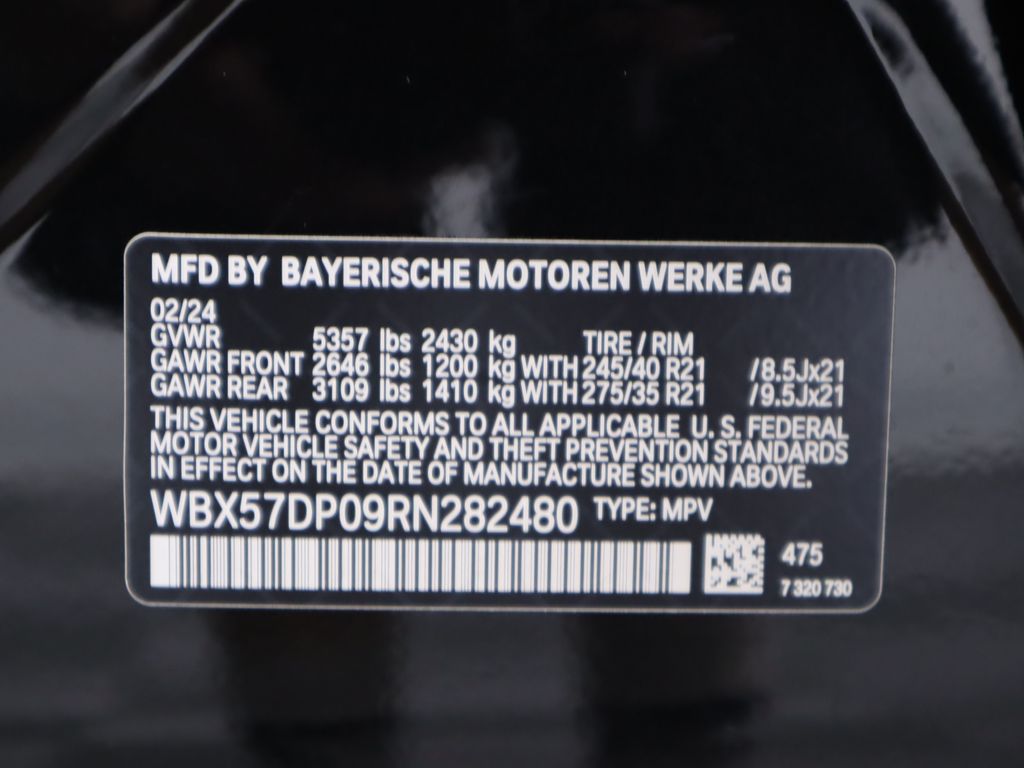 MFD BY BAYERISCHE MOTOREN WERKE AG
02/24
GVWR 5357 lbs 2430 kg TIRE / RIM
GAWR FRONT 2646 lbs 1200 kg WITH 245/40 R21 /8.5Jx21
GAWR REAR 3109 lbs 1410 kg WITH 275/35 R21 /9.5Jx21
THIS VEHICLE CONFORMS TO ALL APPLICABLE U. S. FEDERAL
MOTOR VEHICLE SAFETY AND THEFT PREVENTION STANDARDS
IN EFFECT ON THE DATE OF MANUFACTURE SHOWN ABOVE.
WBX57DP09RN282480 TYPE: MPV
475
7 320 730